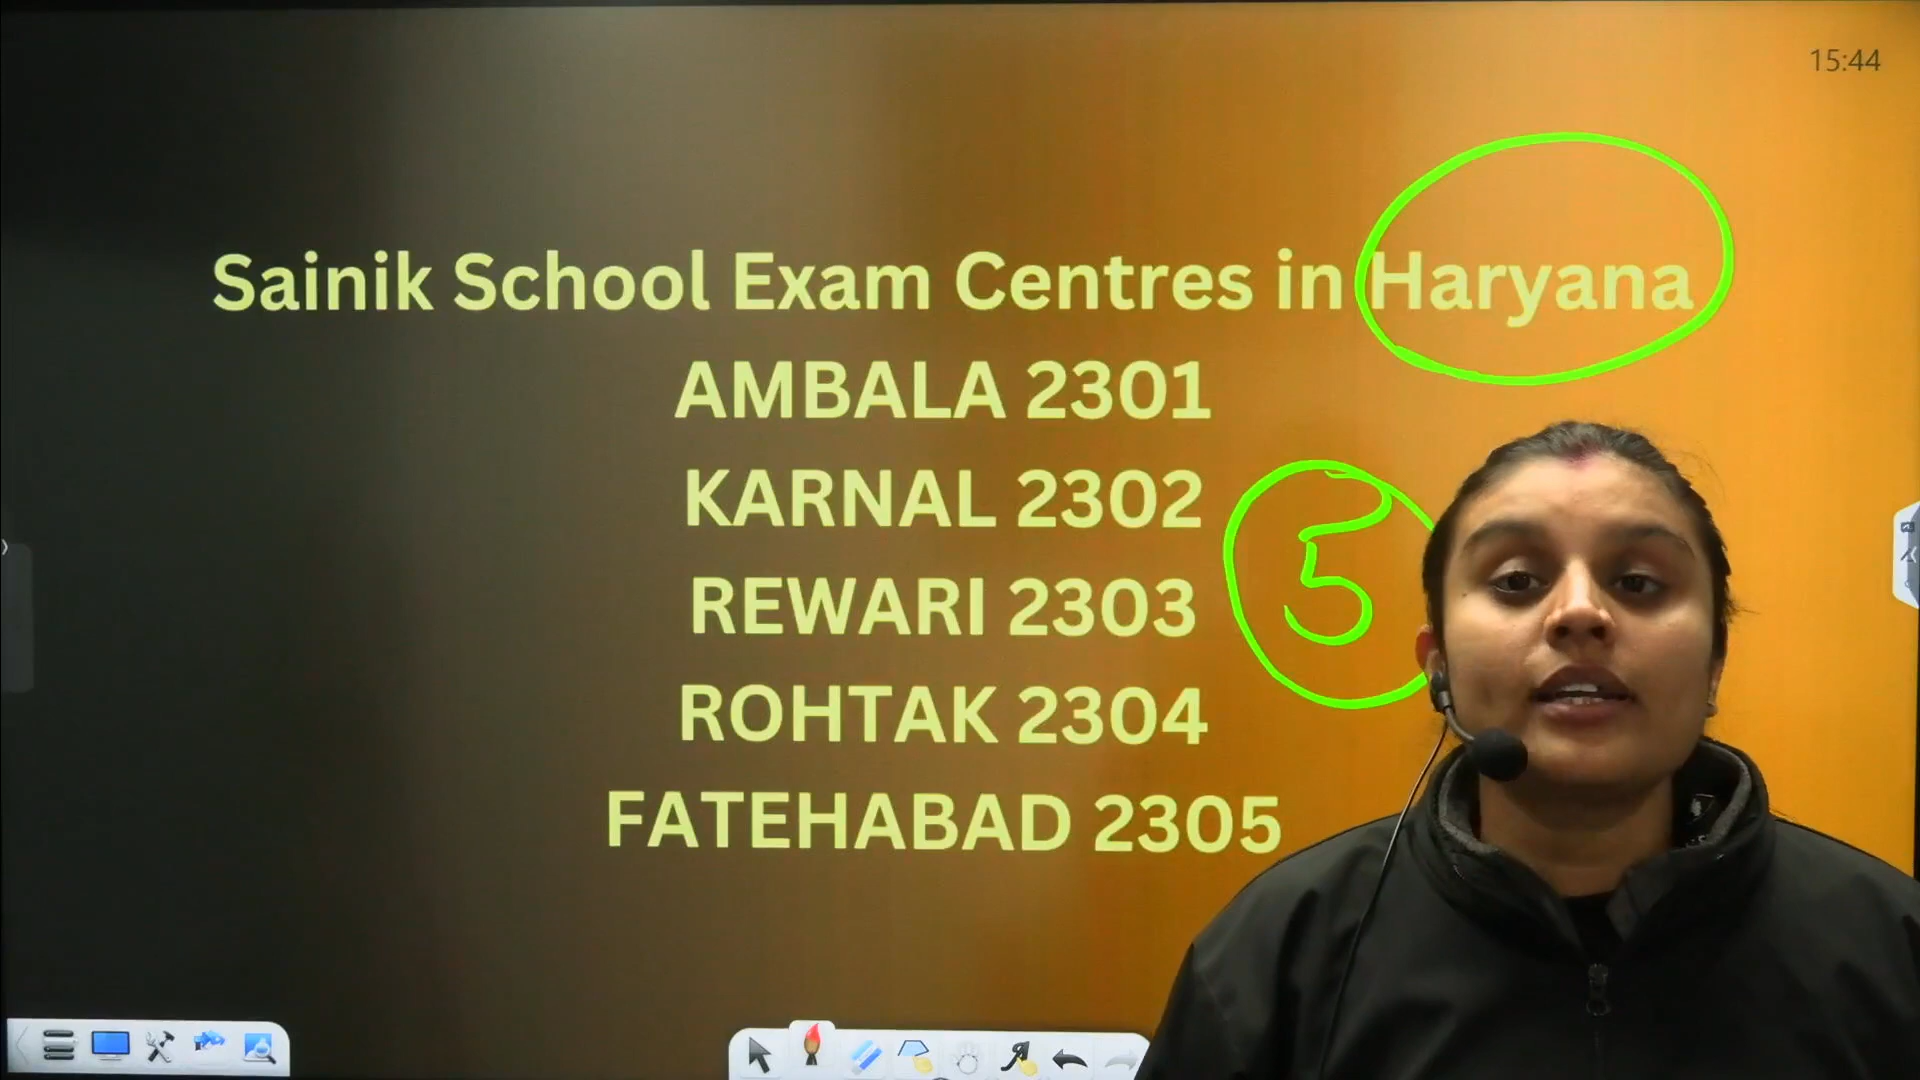 15:44
Sainik School Exam Centres in Haryana
AMBALA 2301
KARNAL 2302
REWARI 2303
5
ROHTAK 2304
FATEHABAD 2305